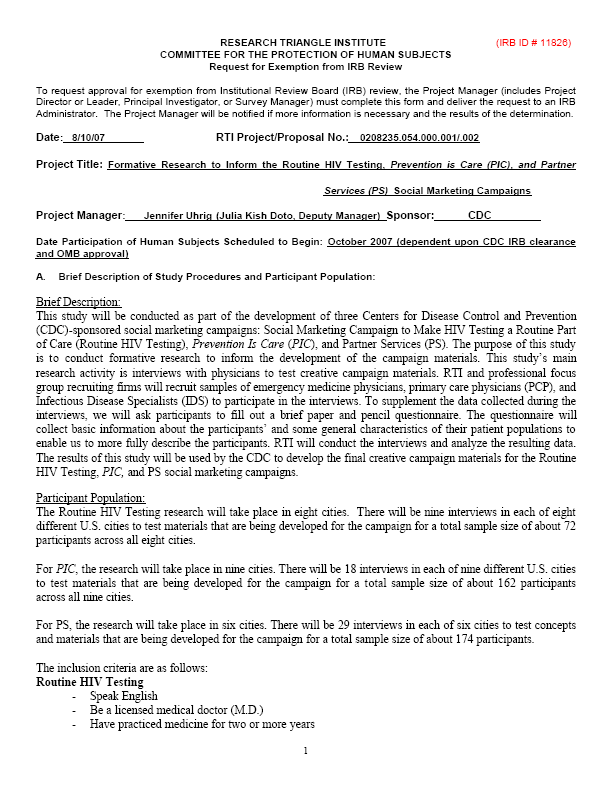 RESEARCH TRIANGLE INSTITUTE (IRB ID # 11826)
COMMITTEE FOR THE PROTECTION OF HUMAN SUBJECTS
Request for Exemption from IRB Review
To request approval for exemption from Institutional Review Board (IRB) review, the Project Manager (includes Project
Director or Leader, Principal Investigator, or Survey Manager) must complete this form and deliver the request to an IRB
Administrator. The Project Manager will be notified if more information is necessary and the results of the determination.
Date: 8/10/07 RTI Project/Proposal No.: 0208235.054.000.001/.002
Project Title: Formative Research to Inform the Routine HIV Testing, Prevention is Care (PIC), and Partner
Services (PS) Social Marketing Campaigns
Project Manager: Jennifer Uhrig (Julia Kish Doto, Deputy Manager) Sponsor: CDC
Date Participation of Human Subjects Scheduled to Begin: October 2007 (dependent upon CDC IRB clearance
and OMB approval)
A. Brief Description of Study Procedures and Participant Population:
Brief Description:
This study will be conducted as part of the development of three Centers for Disease Control and Prevention
(CDC)-sponsored social marketing campaigns: Social Marketing Campaign to Make HIV Testing a Routine Part
of Care (Routine HIV Testing), Prevention Is Care (PIC), and Partner Services (PS). The purpose of this study
is to conduct formative research to inform the development of the campaign materials. This study's main
research activity is interviews with physicians to test creative campaign materials. RTI and professional focus
group recruiting firms will recruit samples of emergency medicine physicians, primary care physicians (PCP), and
Infectious Disease Specialists (IDS) to participate in the interviews. To supplement the data collected during the
interviews, we will ask participants to fill out a brief paper and pencil questionnaire. The questionnaire will
collect basic information about the participants' and some general characteristics of their patient populations to
enable us to more fully describe the participants. RTI will conduct the interviews and analyze the resulting data.
The results of this study will be used by the CDC to develop the final creative campaign materials for the Routine
HIV Testing, PIC, and PS social marketing campaigns.
Participant Population:
The Routine HIV Testing research will take place in eight cities. There will be nine interviews in each of eight
different U.S. cities to test materials that are being developed for the campaign for a total sample size of about 72
participants across all eight cities.
For PIC, the research will take place in nine cities. There will be 18 interviews in each of nine different U.S. cities
to test materials that are being developed for the campaign for a total sample size of about 162 participants
across all nine cities.
For PS, the research will take place in six cities. There will be 29 interviews in each of six cities to test concepts
and materials that are being developed for the campaign for a total sample size of about 174 participants.
The inclusion criteria are as follows:
Routine HIV Testing
- Speak English
- Be a licensed medical doctor (M.D.)
- Have practiced medicine for two or more years
1